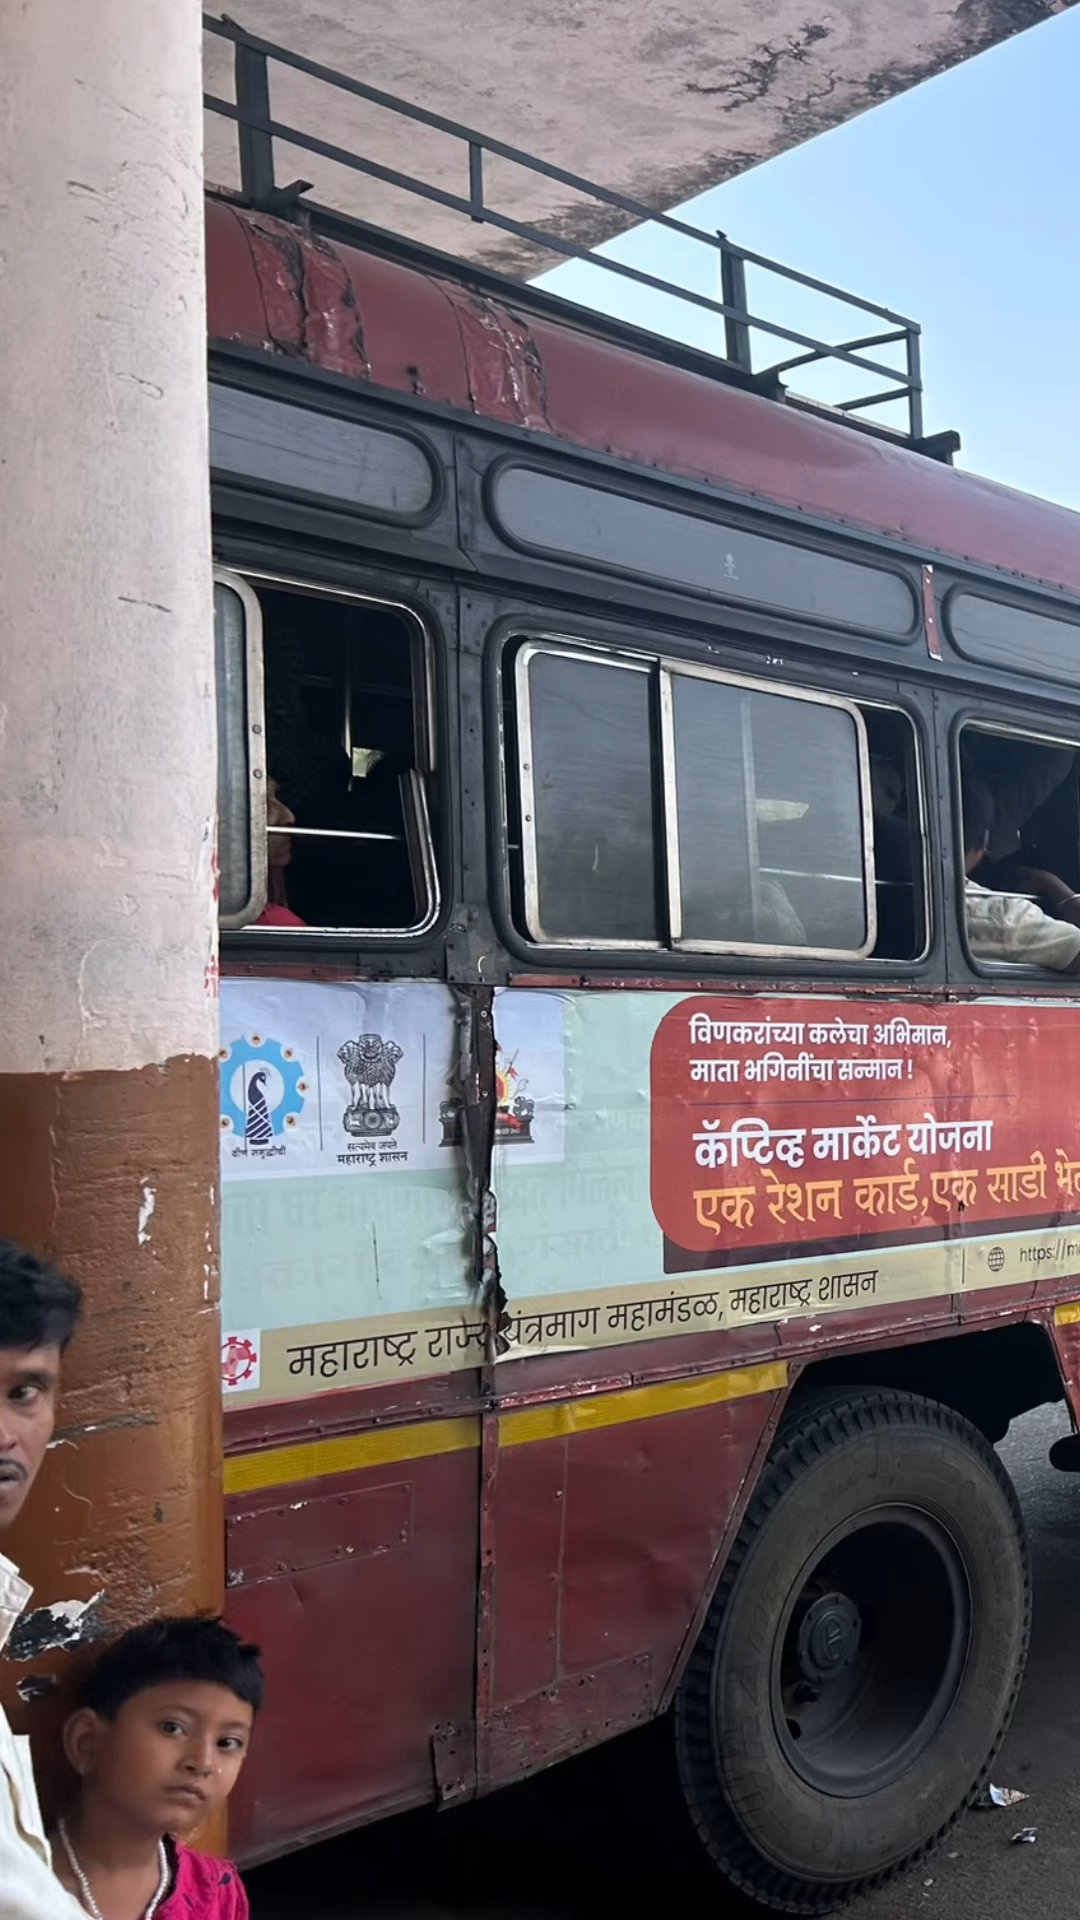 सत्यमेव जयते
महाराष्ट्र शासन
विणकरांच्या कलेचा अभिमान,
माता भगिनींचा सन्मान !
कॅप्टिव्ह मार्केट योजना
एक रेशन कार्ड,एक साडी
https://m
महाराष्ट्र राज्य यंत्रमाग महामंडळ, महाराष्ट्र शासन